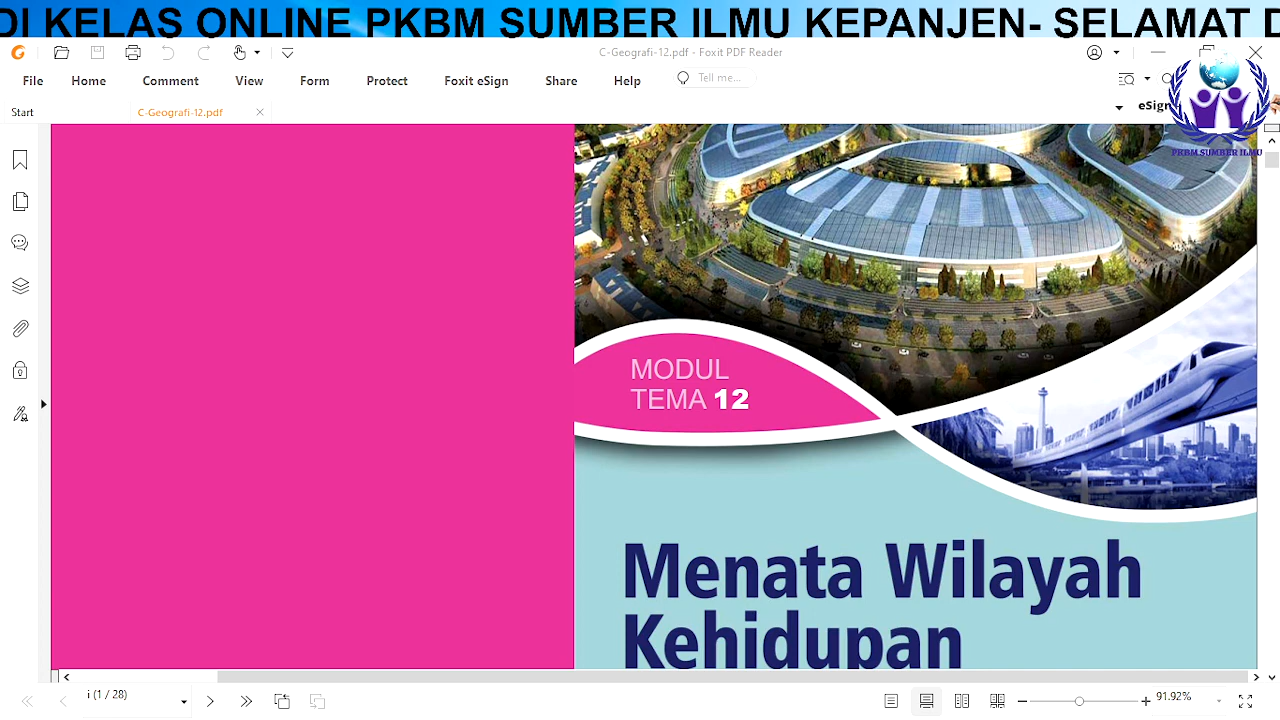 DI KELAS ONLINE PKBM SUMBER ILMU KEPANJEN- SELAMAT D
C-Geografi-12.pdf - Foxit PDF Reader
File Home Comment View Form Protect Foxit eSign Share Help Tell me...
eSign
PKBM SUMBER ILMU
Start C-Geografi-12.pdf
MODUL
TEMA 12
Menata Wilayah
Kehidupan
i (1 / 28) 91.92%